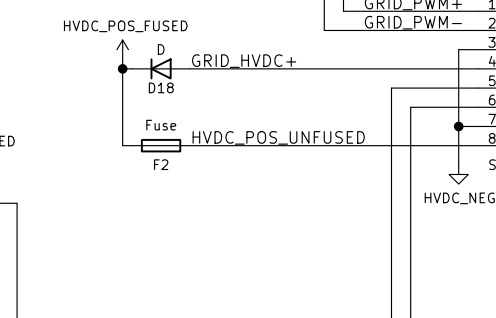 GRID_PWM+ 1
GRID_PWM- 2
HVDC_POS_FUSED
3
D
GRID_HVDC+ 4
D18
5
6
Fuse
7
HVDC_POS_UNFUSED 8
ED
F2
S
HVDC_NEG